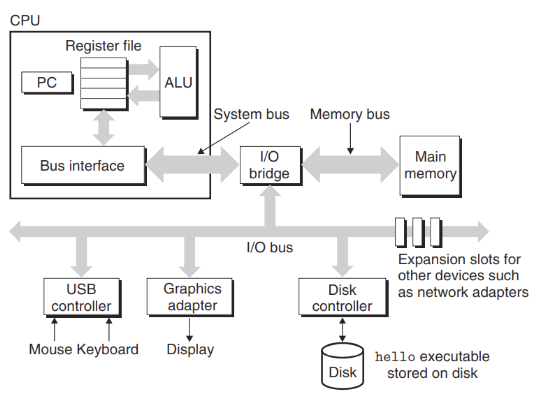 CPU
Register file
PC
ALU
System bus
Memory bus
Bus interface
I/O
bridge
Main
memory
I/O bus
Expansion slots for
other devices such
as network adapters
USB
controller
Graphics
adapter
Disk
controller
Mouse Keyboard
Display
Disk
hello executable
stored on disk